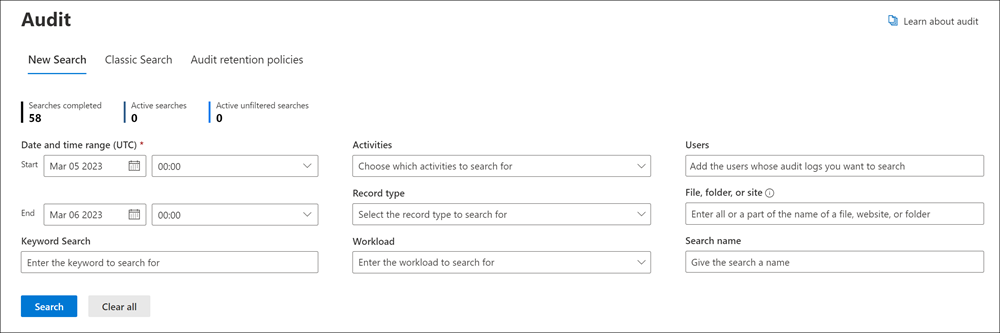 Audit
Learn about audit
New Search Classic Search Audit retention policies
Searches completed Active searches Active unfiltered searches
58 0 0
Date and time range (UTC) * Activities Users
Start Mar 05 2023 00:00 Choose which activities to search for Add the users whose audit logs you want to search
Record type File, folder, or site
End Mar 06 2023 00:00 Select the record type to search for Enter all or a part of the name of a file, website, or folder
Keyword Search Workload Search name
Enter the keyword to search for Enter the workload to search for Give the search a name
Search Clear all